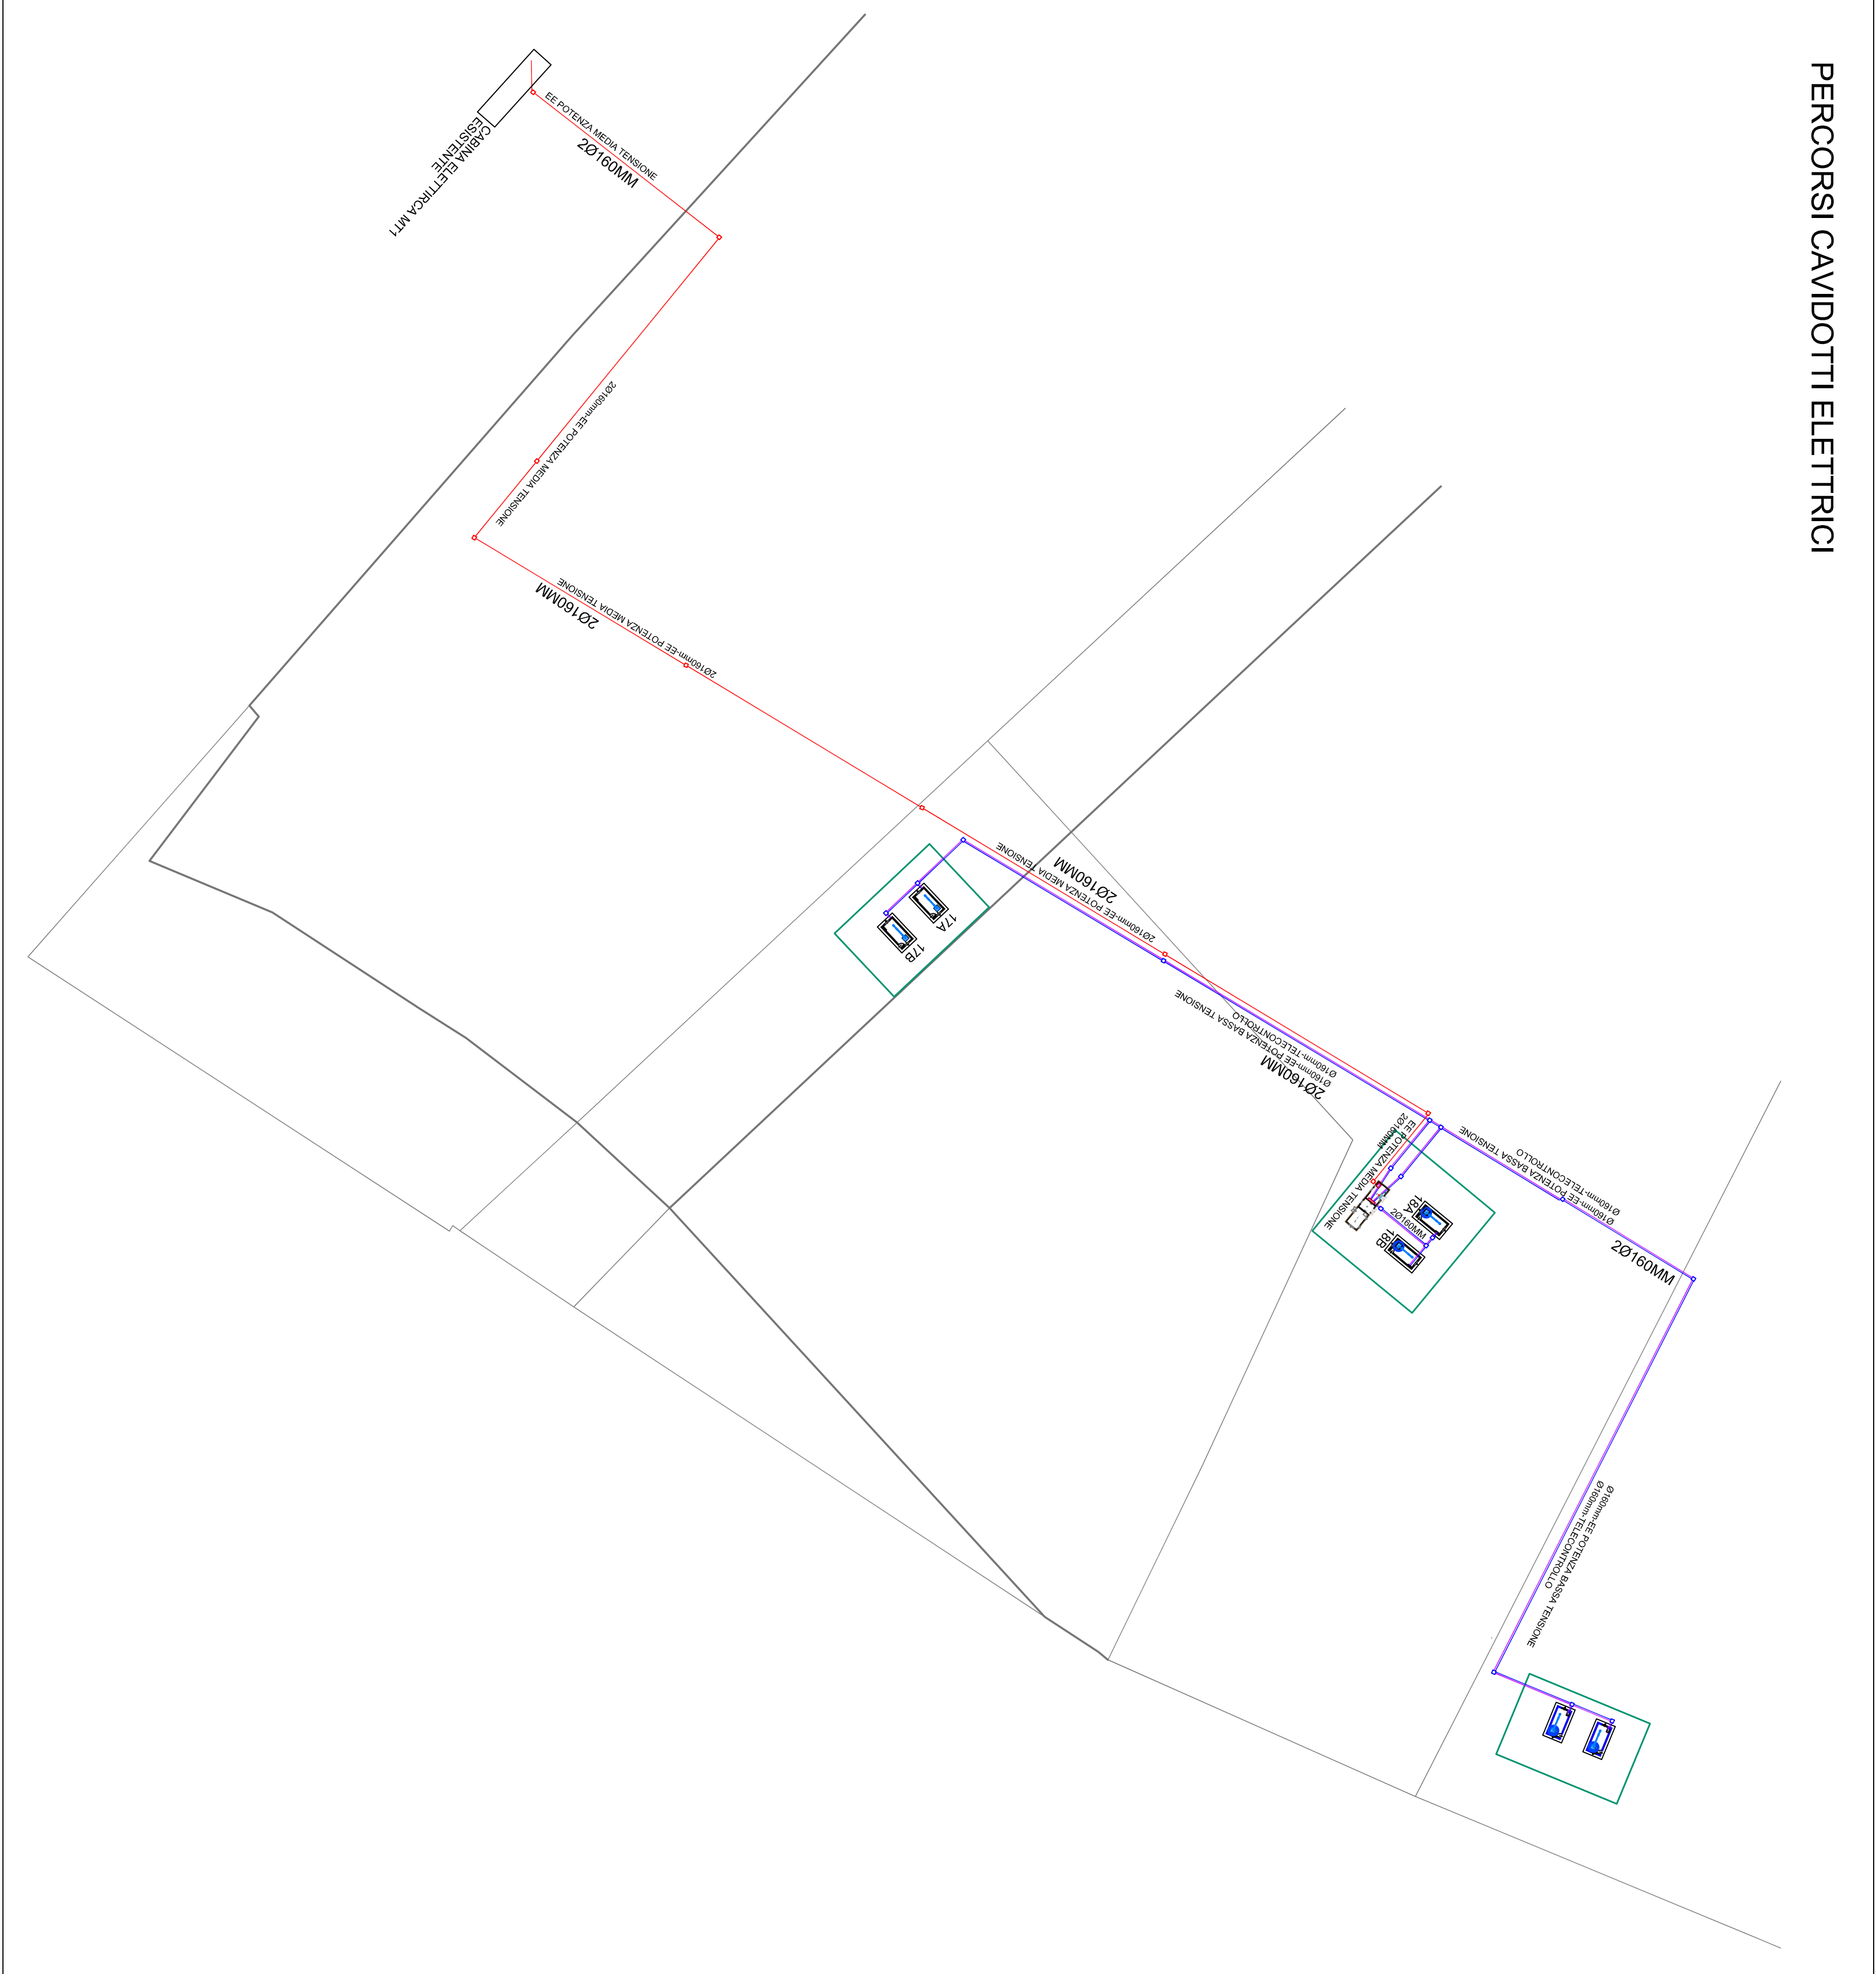 PERCORSI CAVIDOTTI ELETTRICI
EE POTENZA MEDIA TENSIONE
2Ø160MM
CABINA ELETTIRCA MT1
ESISTENTE
2Ø160mm-EE POTENZA MEDIA TENSIONE
2Ø160mm-EE POTENZA MEDIA TENSIONE
2Ø160MM
2Ø160MM
2Ø160mm-EE POTENZA MEDIA TENSIONE
17A
17B
Ø160mm-TELECONTROLLO
Ø160mm-EE POTENZA BASSA TENSIONE
2Ø160MM
2Ø160MM
EE POTENZA MEDIA TENSIONE
18A
2Ø160MM
18B
Ø160mm-TELECONTROLLO
Ø160mm-EE POTENZA BASSA TENSIONE
2Ø160MM
Ø160mm-EE POTENZA BASSA TENSIONE
Ø160mm-TELECONTROLLO